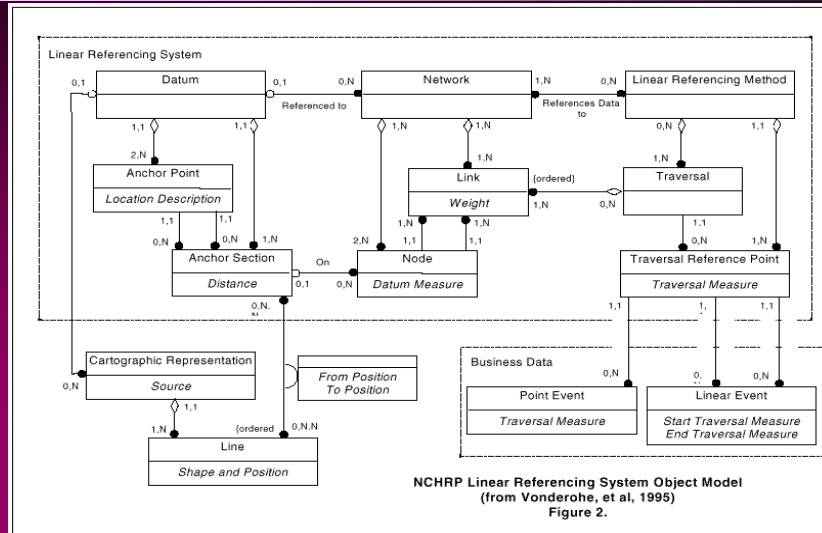 Linear Referencing System
0,1 Datum 0,1 0,N Network 1,N 0,N Linear Referencing Method
Referenced to
References Data
to
1,1 1,1 1,N 1,N 0,N 1,1
2,N 1,N 1,N
Anchor Point
Location Description
Link
Weight
{ordered}
1,N 0,N
Traversal
1,1 1,1 1,N 1,N 1,1
0,N 0,N 1,N 2,N 1,1 1,1 0,N 1,N
Anchor Section
Distance
On
0,1 0,N
Node
Datum Measure
Traversal Reference Point
Traversal Measure
0,N.
1,1 1, 1,1
Cartographic Representation
Source
0,N
From Position
To Position
Business Data
0,N 0, 0,N
1,1
Point Event
Traversal Measure
Linear Event
Start Traversal Measure
End Traversal Measure
1,N {ordered 0,N.N
Line
Shape and Position
NCHRP Linear Referencing System Object Model
(from Vonderohe, et al, 1995)
Figure 2.